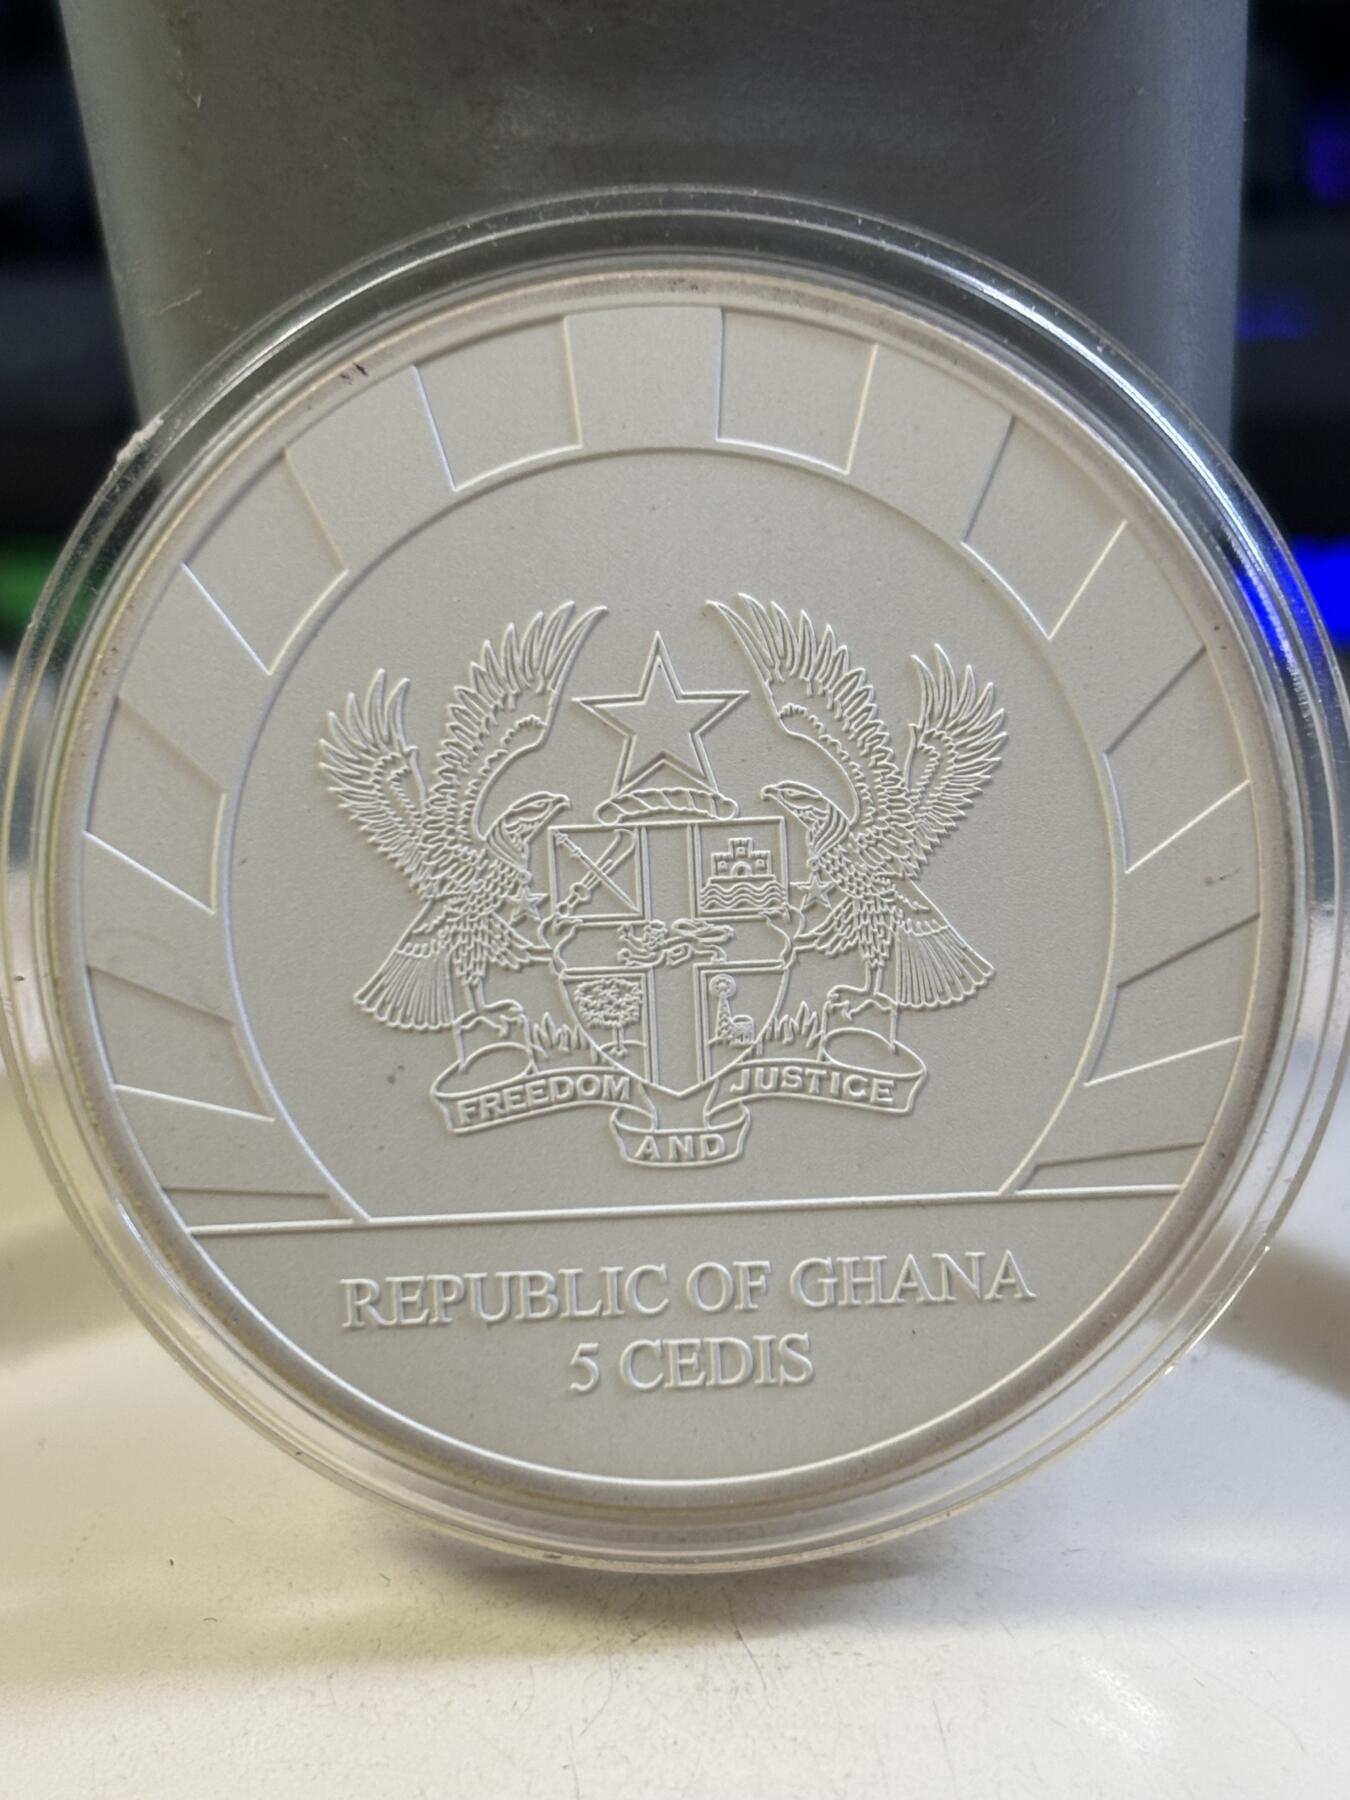 FREEDOM AND JUSTICE
REPUBLIC OF GHANA
5 CEDIS